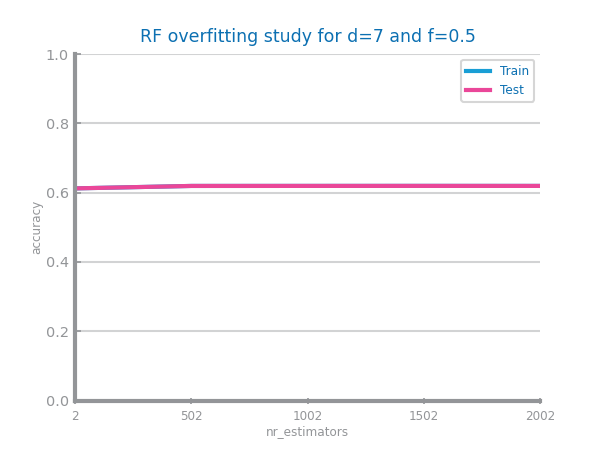 RF overfitting study for d=7 and f=0.5
Train
Test
1.0
0.8
0.6
0.4
0.2
0.0
accuracy
2 502 1002 1502 2002
nr_estimators